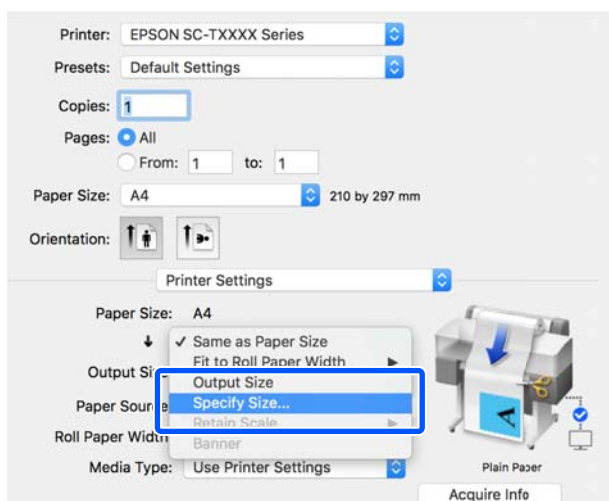 Printer: EPSON SC-TXXXX Series
Presets: Default Settings
Copies: 1
Pages: All
From: 1 to: 1
Paper Size: A4 210 by 297 mm
Orientation:
Printer Settings
Paper Size: A4
✓ Same as Paper Size
Fit to Roll Paper Width
Output Size
Specify Size...
Retain Scale
Banner
Output Siz
Paper Source
Roll Paper Width
Media Type: Use Printer Settings
A
Plain Paper
Acquire Info